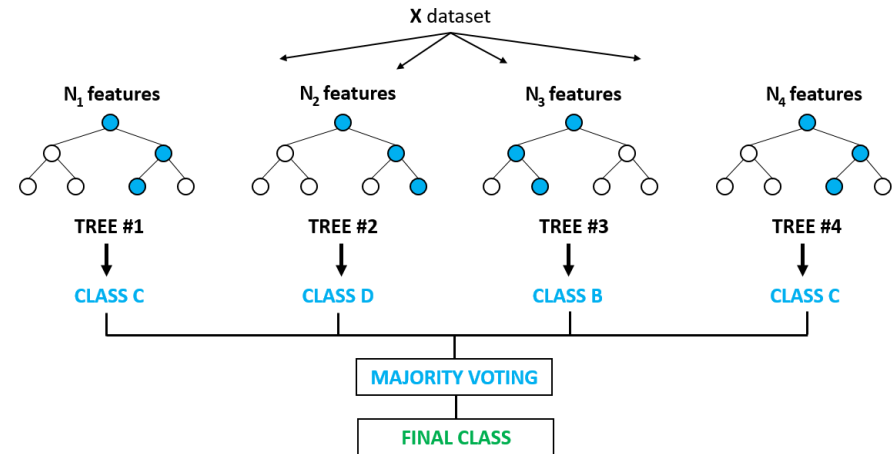 X dataset
N1 features
N2 features
N3 features
N4 features
TREE #1
TREE #2
TREE #3
TREE #4
CLASS C
CLASS D
CLASS B
CLASS C
MAJORITY VOTING
FINAL CLASS